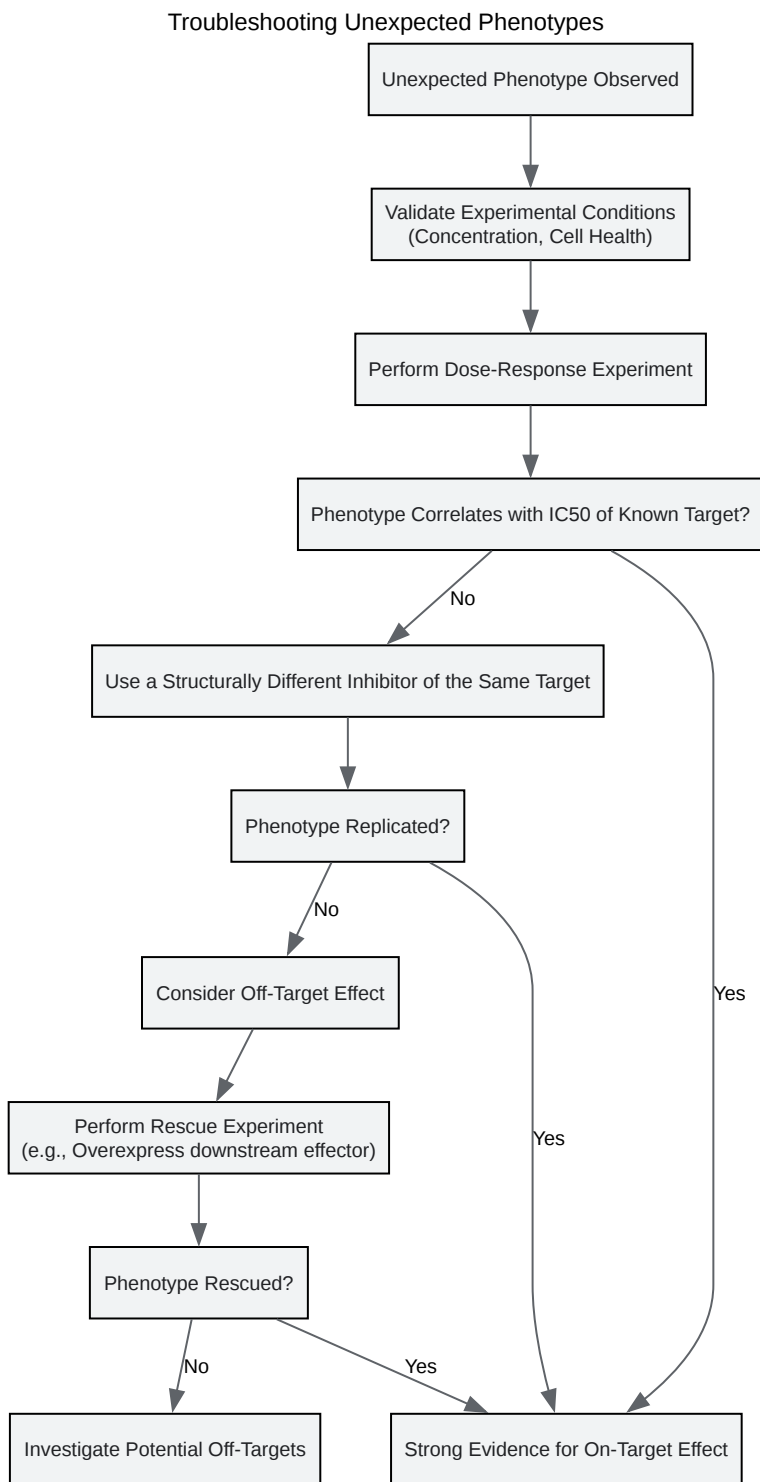 Troubleshooting Unexpected Phenotypes
Unexpected Phenotype Observed
Validate Experimental Conditions
(Concentration, Cell Health)
Perform Dose-Response Experiment
Phenotype Correlates with IC50 of Known Target?
No
Use a Structurally Different Inhibitor of the Same Target
Phenotype Replicated?
No
Consider Off-Target Effect
Yes
Perform Rescue Experiment
(e.g., Overexpress downstream effector)
Yes
Phenotype Rescued?
No
Yes
Investigate Potential Off-Targets
Strong Evidence for On-Target Effect